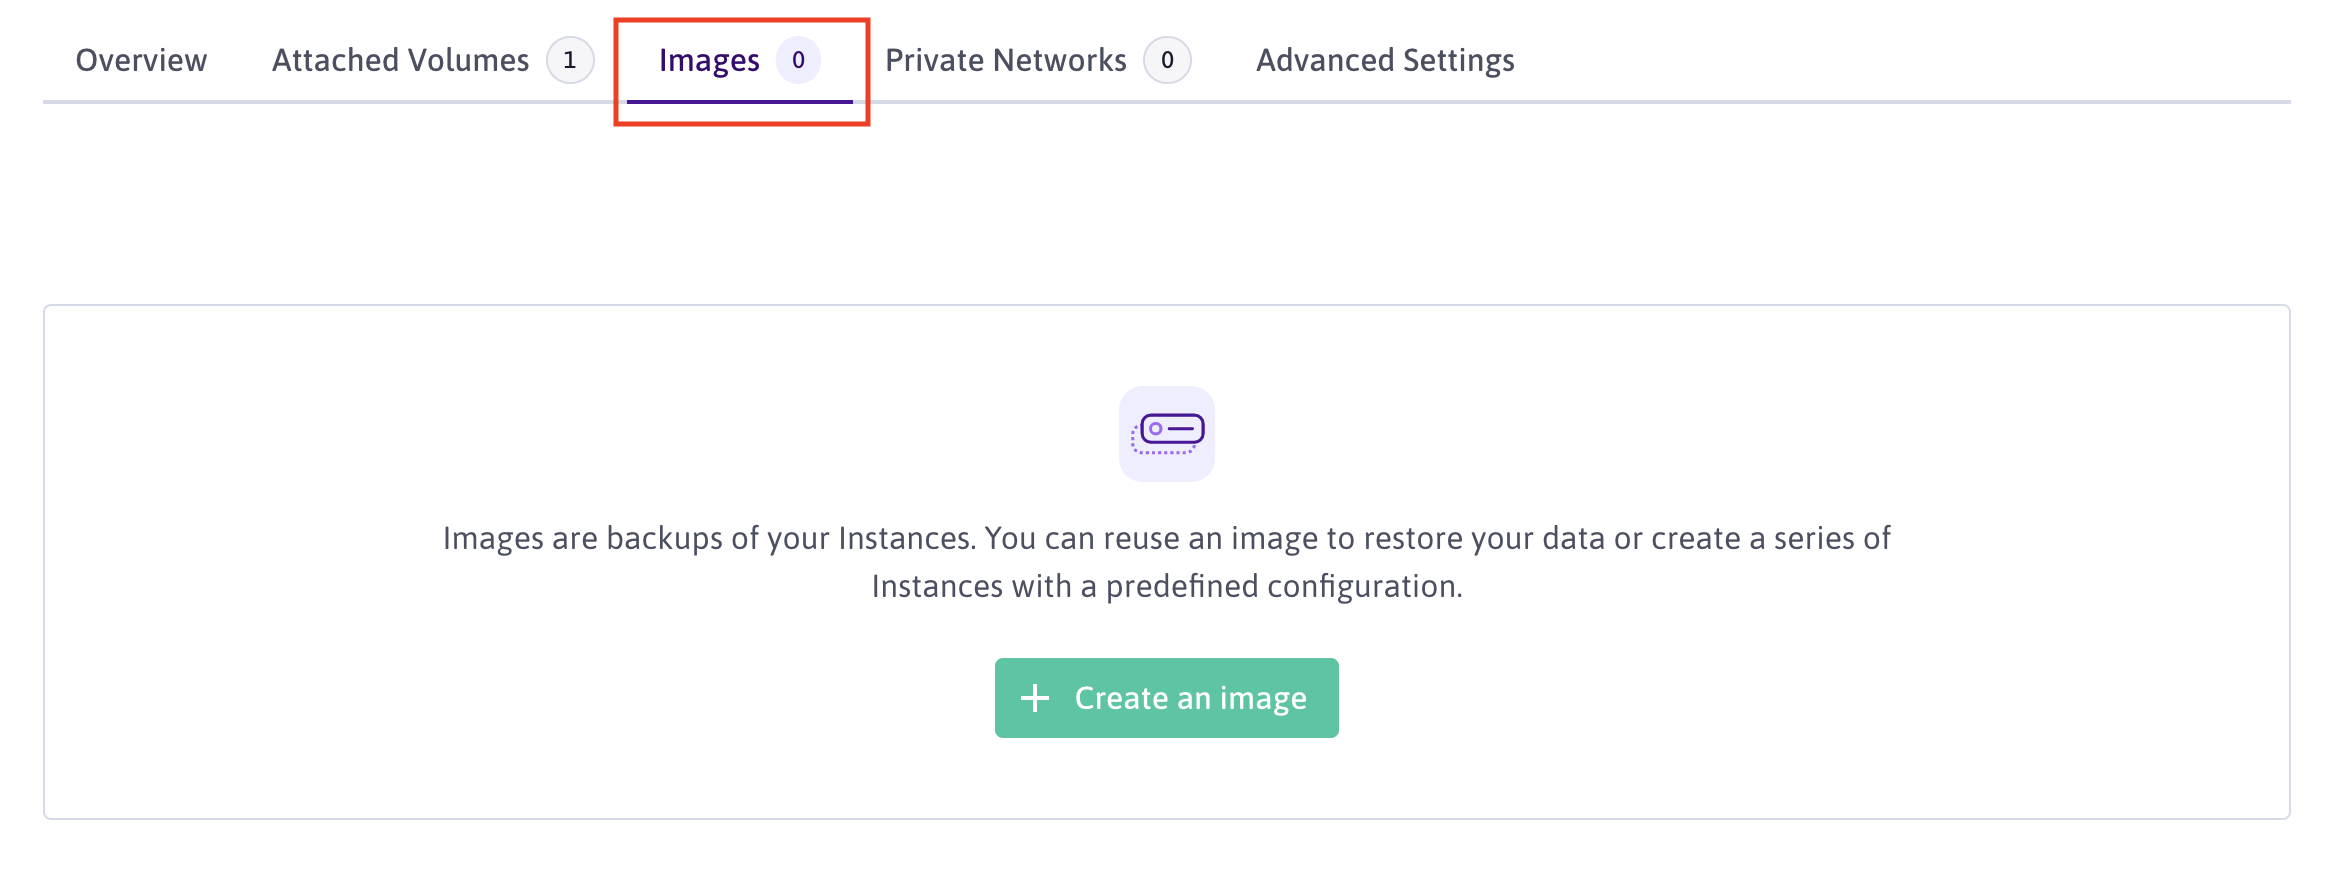 Overview Attached Volumes 1 Images 0 Private Networks 0 Advanced Settings
Images are backups of your Instances. You can reuse an image to restore your data or create a series of
Instances with a predefined configuration.
Create an image